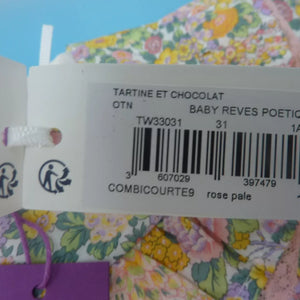 TARTINE ET CHOCOLAT
OTN BABY REVES POETIC
TW33031 31 1A
3 607029 397479
COMBICOURTE9 rose pale